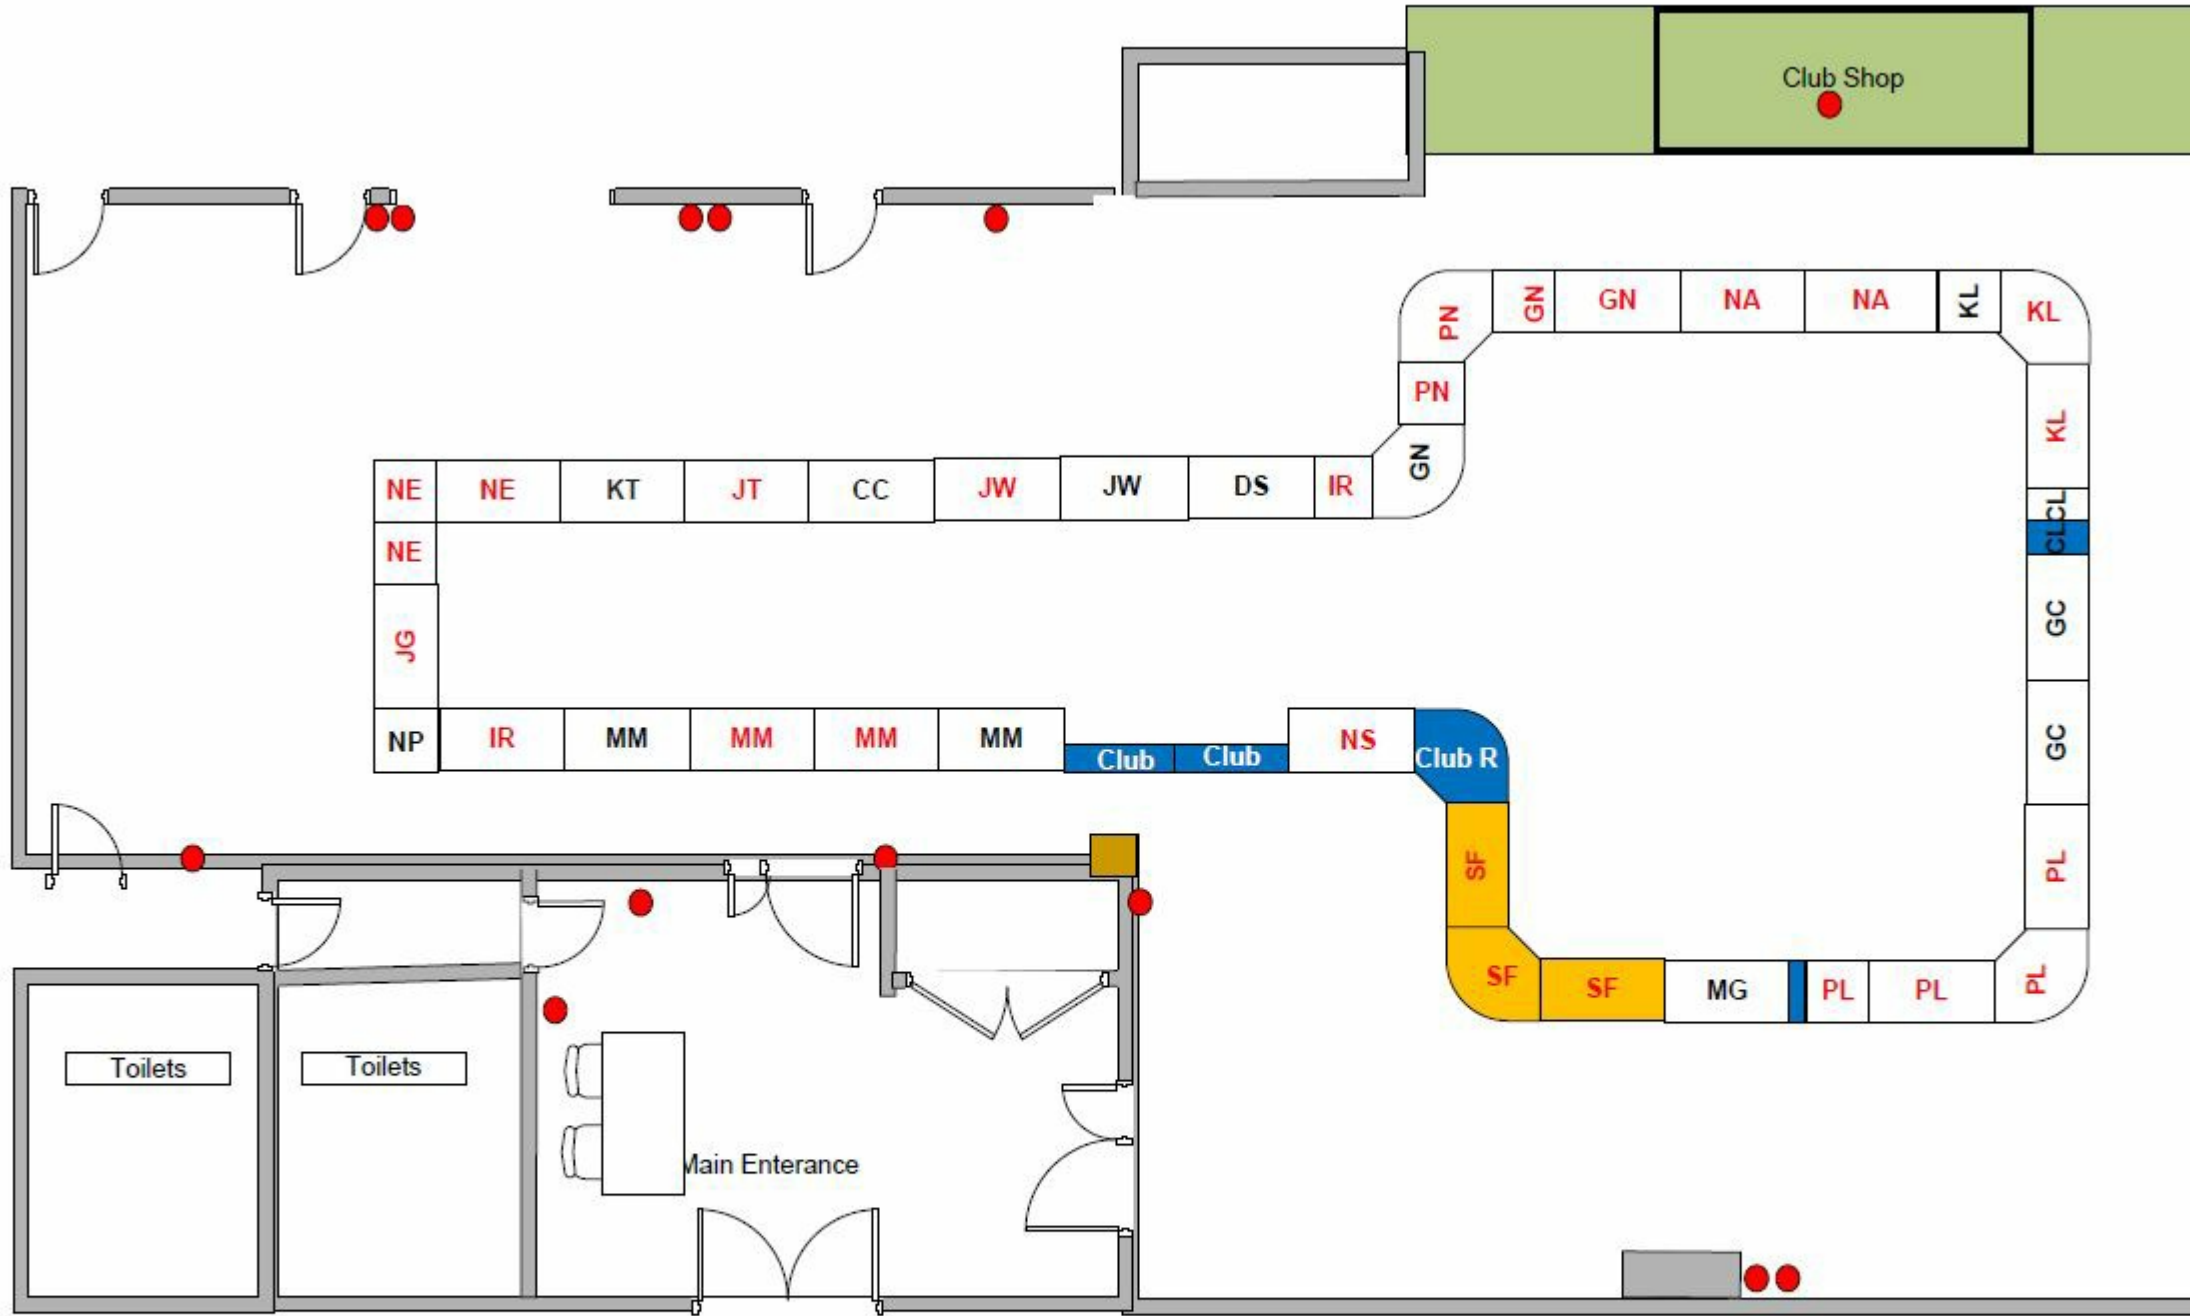 Club Shop
PN
GN
GN
NA
NA
KL
KL
PN
KL
GN
NE
NE
KT
JT
CC
JW
JW
DS
IR
CL
CL
NE
GC
JG
NP
IR
MM
MM
MM
MM
Club
Club
NS
Club R
GC
SF
PL
SF
SF
MG
PL
PL
PL
Toilets
Toilets
Main Enterance